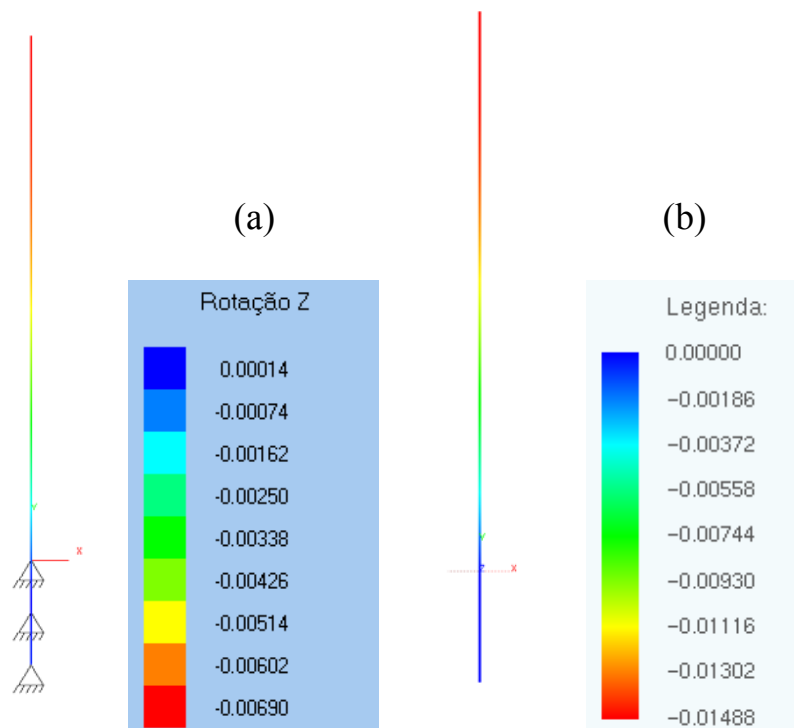 (a)
Rotação Z
0.00014
-0.00074
-0.00162
-0.00250
-0.00338
-0.00426
-0.00514
-0.00602
-0.00690
Y
X
(b)
Legenda:
0.00000
-0.00186
-0.00372
-0.00558
-0.00744
-0.00930
-0.01116
-0.01302
-0.01488
Y
Z
X